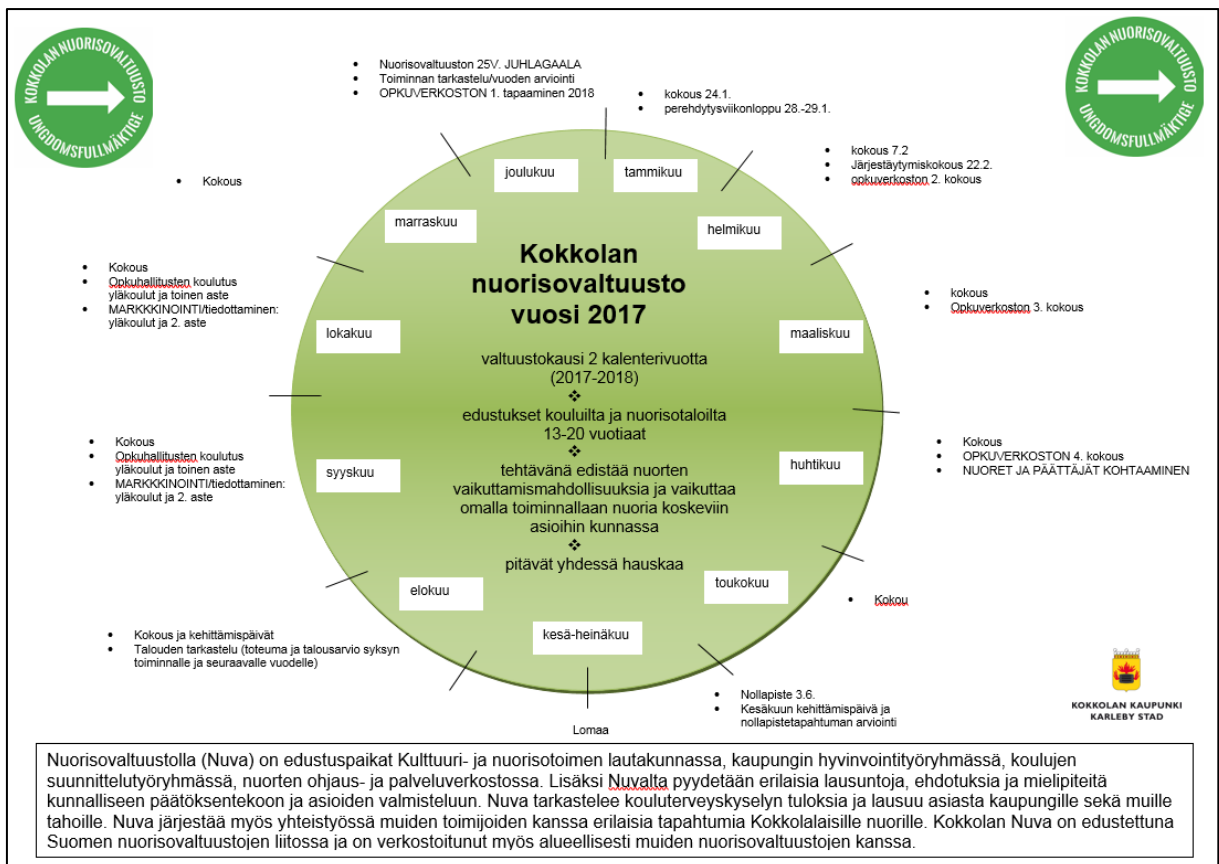 KOKKOLAN NUORISOVALTUUSTO
UNGDOMSFULLMÄKTIGE
KOKKOLAN NUORISOVALTUUSTO
UNGDOMSFULLMÄKTIGE
Nuorisovaltuuston 25V. JUHLAGAALA
Toiminnan tarkastelu/vuoden arviointi
OPKUVERKOSTON 1. tapaaminen 2018
kokous 24.1.
perehdytysviikonloppu 28.-29.1.
kokous 7.2
Järjestäytymiskokous 22.2.
opkuverkoston 2. kokous
kokous
Opkuverkoston 3. kokous
Kokous
OPKUVERKOSTON 4. kokous
NUORET JA PÄÄTTÄJÄT KOHTAAMINEN
Kokou
Nollapiste 3.6.
Kesäkuun kehittämispäivä ja
nollapistetapahtuman arviointi
Lomaa
Kokous ja kehittämispäivät
Talouden tarkastelu (toteuma ja talousarvio syksyn
toiminnalle ja seuraavalle vuodelle)
Kokous
Opkuhallitusten koulutus
yläkoulut ja toinen aste
MARKKKINOINTI/tiedottaminen:
yläkoulut ja 2. aste
Kokous
Opkuhallitusten koulutus
yläkoulut ja toinen aste
MARKKKINOINTI/tiedottaminen:
yläkoulut ja 2. aste
Kokous
joulukuu
tammikuu
helmikuu
maaliskuu
huhtikuu
toukokuu
kesä-heinäkuu
elokuu
syyskuu
lokakuu
marraskuu
Kokkolan
nuorisovaltuusto
vuosi 2017
valtuustokausi 2 kalenterivuotta
(2017-2018)
edustukset kouluilta ja nuorisotaloilta
13-20 vuotiaat
tehtävänä edistää nuorten
vaikuttamismahdollisuuksia ja vaikuttaa
omalla toiminnallaan nuoria koskeviin
asioihin kunnassa
pitävät yhdessä hauskaa
KOKKOLAN KAUPUNKI
KARLEBY STAD
Nuorisovaltuustolla (Nuva) on edustuspaikat Kulttuuri- ja nuorisotoimen lautakunnassa, kaupungin hyvinvointityöryhmässä, koulujen
suunnittelutyöryhmässä, nuorten ohjaus- ja palveluverkostossa. Lisäksi Nuvalta pyydetään erilaisia lausuntoja, ehdotuksia ja mielipiteitä
kunnalliseen päätöksentekoon ja asioiden valmisteluun. Nuva tarkastelee kouluterveyskyselyn tuloksia ja lausuu asiasta kaupungille sekä muille
tahoille. Nuva järjestää myös yhteistyössä muiden toimijoiden kanssa erilaisia tapahtumia Kokkolalaisille nuorille. Kokkolan Nuva on edustettuna
Suomen nuorisovaltuustojen liitossa ja on verkostoitunut myös alueellisesti muiden nuorisovaltuustojen kanssa.